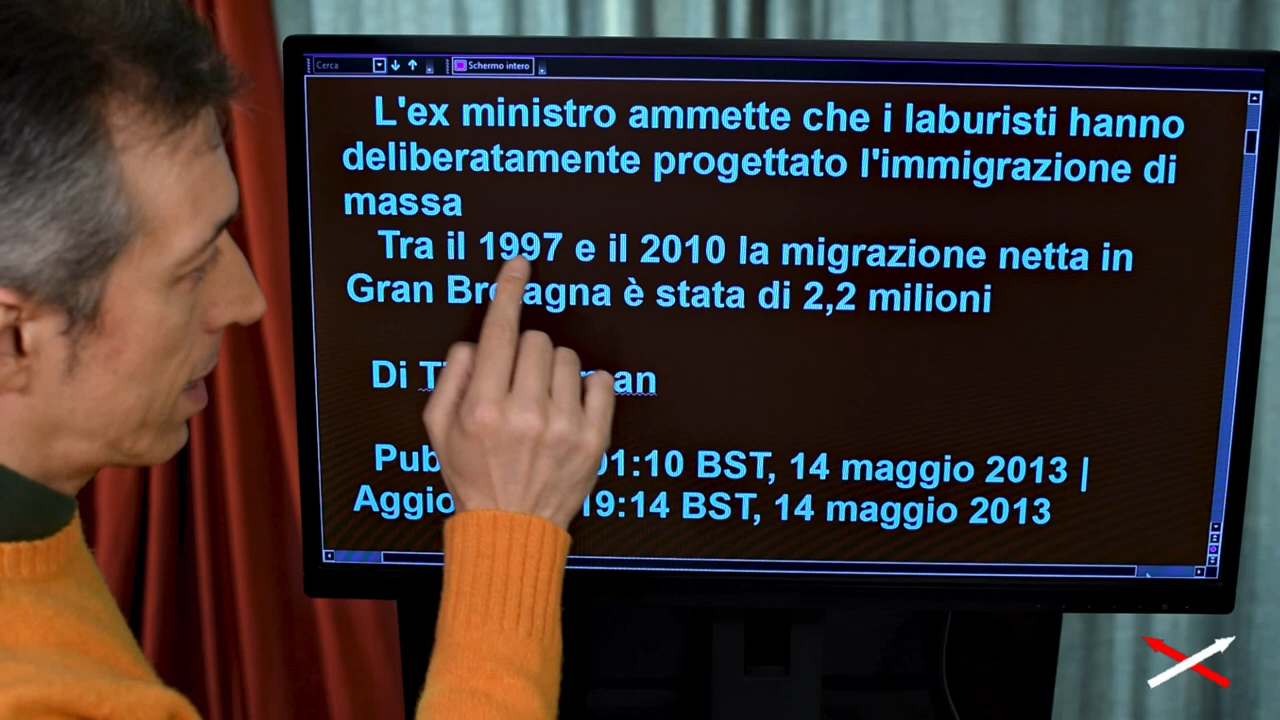 Cerca
Schermo intero
L'ex ministro ammette che i laburisti hanno
deliberatamente progettato l'immigrazione di
massa
Tra il 1997 e il 2010 la migrazione netta in
Gran Bretagna è stata di 2,2 milioni
Di
01:10 BST, 14 maggio 2013 |
19:14 BST, 14 maggio 2013